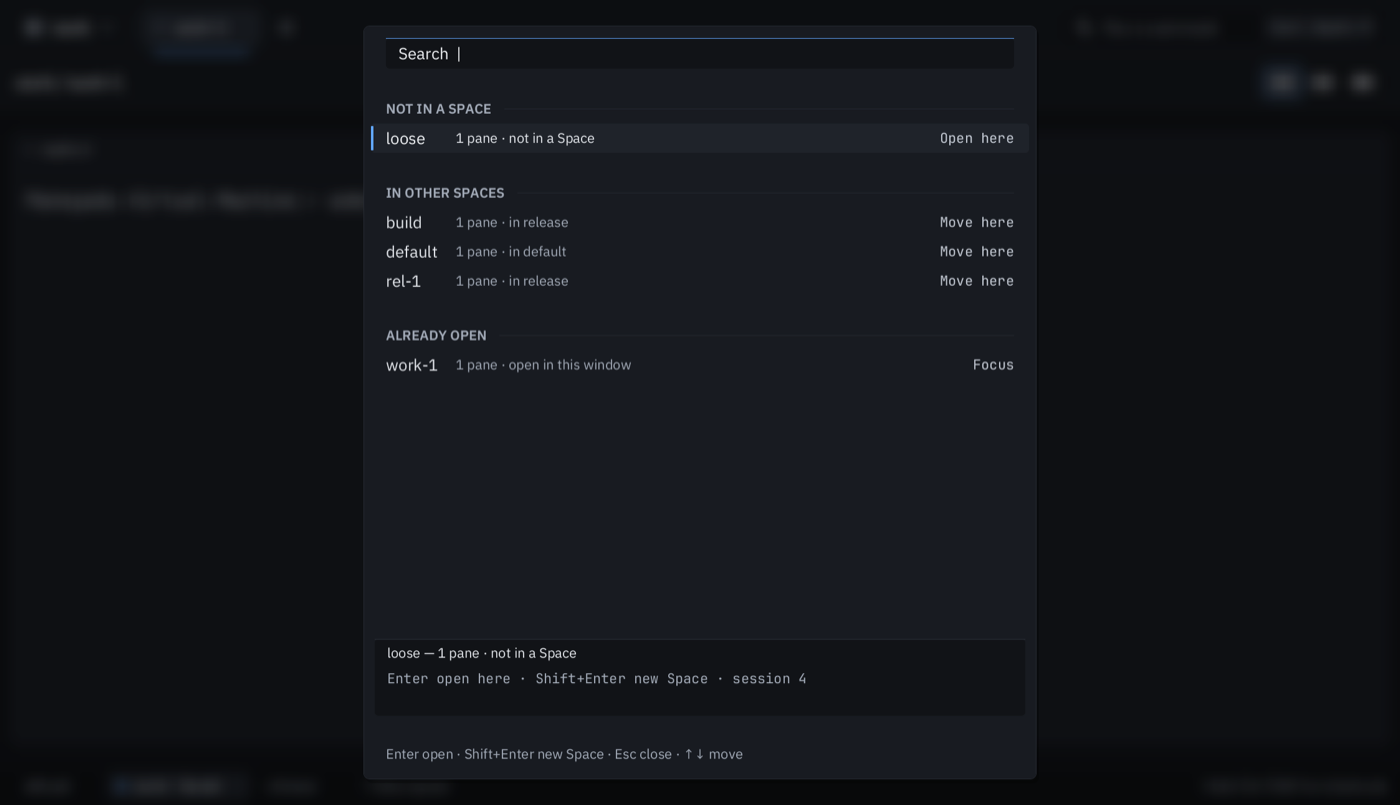 Search |
NOT IN A SPACE
loose 1 pane · not in a Space Open here
IN OTHER SPACES
build 1 pane · in release Move here
default 1 pane · in default Move here
rel-1 1 pane · in release Move here
ALREADY OPEN
work-1 1 pane · open in this window Focus
loose — 1 pane · not in a Space
Enter open here · Shift+Enter new Space · session 4
Enter open · Shift+Enter new Space · Esc close · ↑↓ move